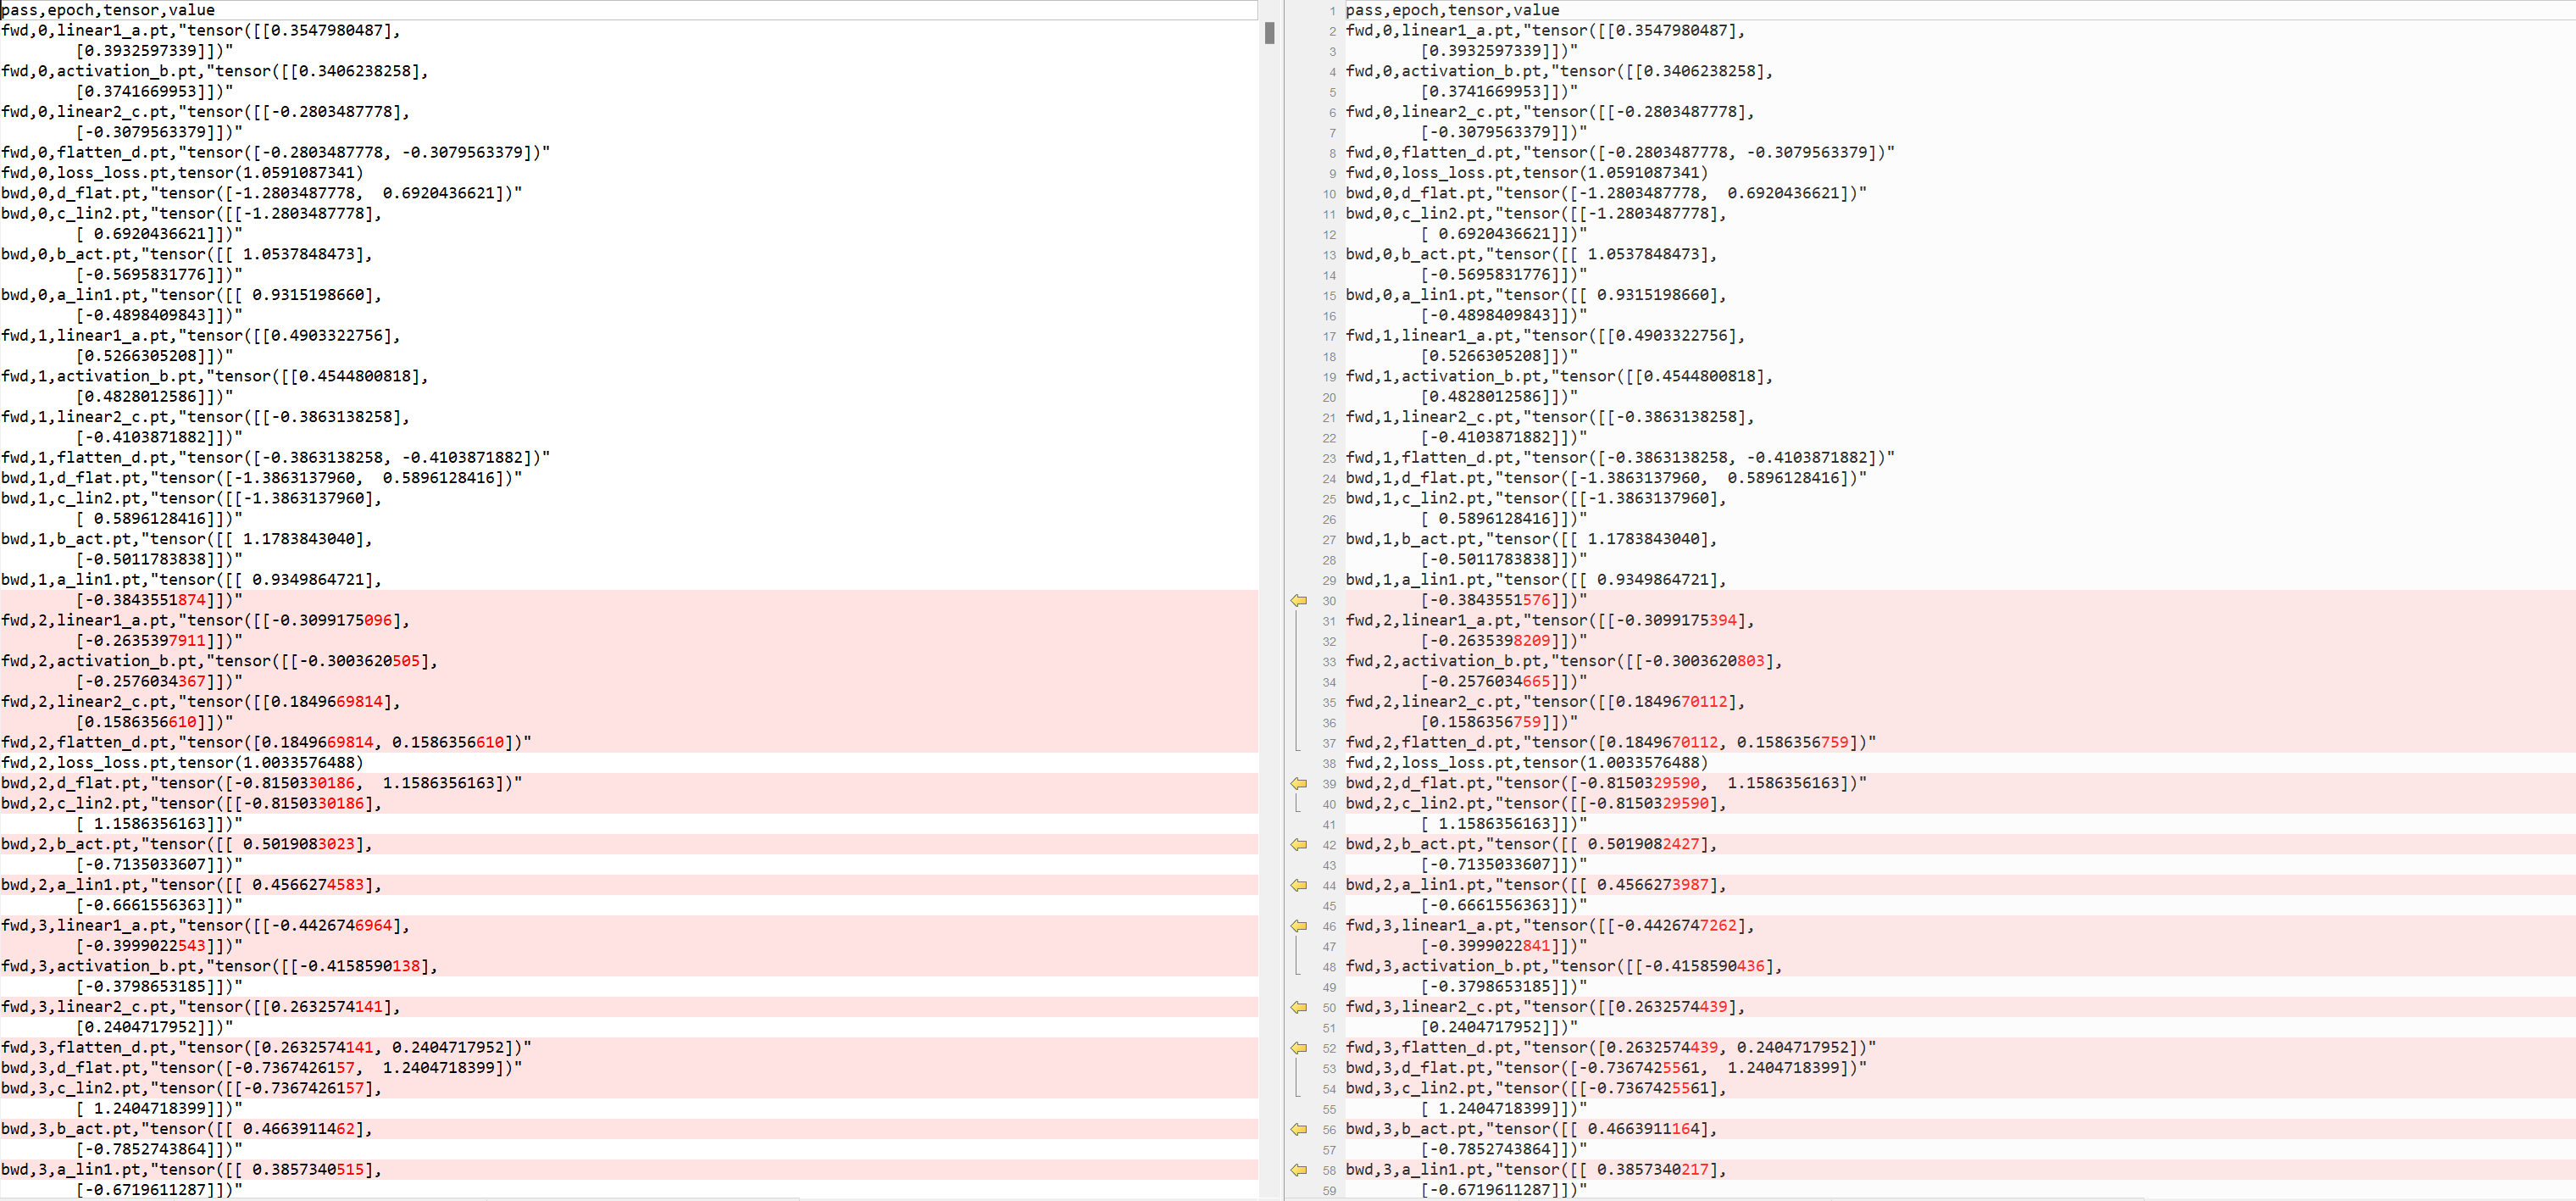 pass,epoch,tensor,value
fwd,0,linear1_a.pt,"tensor([[0.3547980487],
[0.3932597339]])"
fwd,0,activation_b.pt,"tensor([[0.3406238258],
[0.3741669953]])"
fwd,0,linear2_c.pt,"tensor([[-0.2803487778],
[-0.3079563379]])"
fwd,0,flatten_d.pt,"tensor([-0.2803487778, -0.3079563379])"
fwd,0,loss_loss.pt,tensor(1.0591087341)
bwd,0,d_flat.pt,"tensor([-1.2803487778,  0.6920436621])"
bwd,0,c_lin2.pt,"tensor([[-1.2803487778],
[ 0.6920436621]])"
bwd,0,b_act.pt,"tensor([[ 1.0537848473],
[-0.5695831776]])"
bwd,0,a_lin1.pt,"tensor([[ 0.9315198660],
[-0.4898409843]])"
fwd,1,linear1_a.pt,"tensor([[0.4903322756],
[0.5266305208]])"
fwd,1,activation_b.pt,"tensor([[0.4544800818],
[0.4828012586]])"
fwd,1,linear2_c.pt,"tensor([[-0.3863138258],
[-0.4103871882]])"
fwd,1,flatten_d.pt,"tensor([-0.3863138258, -0.4103871882])"
bwd,1,d_flat.pt,"tensor([-1.3863137960,  0.5896128416])"
bwd,1,c_lin2.pt,"tensor([[-1.3863137960],
[ 0.5896128416]])"
bwd,1,b_act.pt,"tensor([[ 1.1783843040],
[-0.5011783838]])"
bwd,1,a_lin1.pt,"tensor([[ 0.9349864721],
[-0.3843551874]])"
fwd,2,linear1_a.pt,"tensor([[-0.3099175096],
[-0.2635397911]])"
fwd,2,activation_b.pt,"tensor([[-0.3003620505],
[-0.2576034367]])"
fwd,2,linear2_c.pt,"tensor([[0.1849669814],
[0.1586356610]])"
fwd,2,flatten_d.pt,"tensor([0.1849669814, 0.1586356610])"
fwd,2,loss_loss.pt,tensor(1.0033576488)
bwd,2,d_flat.pt,"tensor([-0.8150330186,  1.1586356163])"
bwd,2,c_lin2.pt,"tensor([[-0.8150330186],
[ 1.1586356163]])"
bwd,2,b_act.pt,"tensor([[ 0.5019083023],
[-0.7135033607]])"
bwd,2,a_lin1.pt,"tensor([[ 0.4566274583],
[-0.6661556363]])"
fwd,3,linear1_a.pt,"tensor([[-0.4426746964],
[-0.3999022543]])"
fwd,3,activation_b.pt,"tensor([[-0.4158590138],
[-0.3798653185]])"
fwd,3,linear2_c.pt,"tensor([[0.2632574141],
[0.2404717952]])"
fwd,3,flatten_d.pt,"tensor([0.2632574141, 0.2404717952])"
bwd,3,d_flat.pt,"tensor([-0.7367426157,  1.2404718399])"
bwd,3,c_lin2.pt,"tensor([[-0.7367426157],
[ 1.2404718399]])"
bwd,3,b_act.pt,"tensor([[ 0.4663911462],
[-0.7852743864]])"
bwd,3,a_lin1.pt,"tensor([[ 0.3857340515],
[-0.6719611287]])"
1 pass,epoch,tensor,value
2 fwd,0,linear1_a.pt,"tensor([[0.3547980487],
3 [0.3932597339]])"
4 fwd,0,activation_b.pt,"tensor([[0.3406238258],
5 [0.3741669953]])"
6 fwd,0,linear2_c.pt,"tensor([[-0.2803487778],
7 [-0.3079563379]])"
8 fwd,0,flatten_d.pt,"tensor([-0.2803487778, -0.3079563379])"
9 fwd,0,loss_loss.pt,tensor(1.0591087341)
10 bwd,0,d_flat.pt,"tensor([-1.2803487778,  0.6920436621])"
11 bwd,0,c_lin2.pt,"tensor([[-1.2803487778],
12 [ 0.6920436621]])"
13 bwd,0,b_act.pt,"tensor([[ 1.0537848473],
14 [-0.5695831776]])"
15 bwd,0,a_lin1.pt,"tensor([[ 0.9315198660],
16 [-0.4898409843]])"
17 fwd,1,linear1_a.pt,"tensor([[0.4903322756],
18 [0.5266305208]])"
19 fwd,1,activation_b.pt,"tensor([[0.4544800818],
20 [0.4828012586]])"
21 fwd,1,linear2_c.pt,"tensor([[-0.3863138258],
22 [-0.4103871882]])"
23 fwd,1,flatten_d.pt,"tensor([-0.3863138258, -0.4103871882])"
24 bwd,1,d_flat.pt,"tensor([-1.3863137960,  0.5896128416])"
25 bwd,1,c_lin2.pt,"tensor([[-1.3863137960],
26 [ 0.5896128416]])"
27 bwd,1,b_act.pt,"tensor([[ 1.1783843040],
28 [-0.5011783838]])"
29 bwd,1,a_lin1.pt,"tensor([[ 0.9349864721],
30 [-0.3843551576]])"
31 fwd,2,linear1_a.pt,"tensor([[-0.3099175394],
32 [-0.2635398209]])"
33 fwd,2,activation_b.pt,"tensor([[-0.3003620803],
34 [-0.2576034665]])"
35 fwd,2,linear2_c.pt,"tensor([[0.1849670112],
36 [0.1586356759]])"
37 fwd,2,flatten_d.pt,"tensor([0.1849670112, 0.1586356759])"
38 fwd,2,loss_loss.pt,tensor(1.0033576488)
39 bwd,2,d_flat.pt,"tensor([-0.8150329590,  1.1586356163])"
40 bwd,2,c_lin2.pt,"tensor([[-0.8150329590],
41 [ 1.1586356163]])"
42 bwd,2,b_act.pt,"tensor([[ 0.5019082427],
43 [-0.7135033607]])"
44 bwd,2,a_lin1.pt,"tensor([[ 0.4566273987],
45 [-0.6661556363]])"
46 fwd,3,linear1_a.pt,"tensor([[-0.4426747262],
47 [-0.3999022841]])"
48 fwd,3,activation_b.pt,"tensor([[-0.4158590436],
49 [-0.3798653185]])"
50 fwd,3,linear2_c.pt,"tensor([[0.2632574439],
51 [0.2404717952]])"
52 fwd,3,flatten_d.pt,"tensor([0.2632574439, 0.2404717952])"
53 bwd,3,d_flat.pt,"tensor([-0.7367425561,  1.2404718399])"
54 bwd,3,c_lin2.pt,"tensor([[-0.7367425561],
55 [ 1.2404718399]])"
56 bwd,3,b_act.pt,"tensor([[ 0.4663911164],
57 [-0.7852743864]])"
58 bwd,3,a_lin1.pt,"tensor([[ 0.3857340217],
59 [-0.6719611287]])"